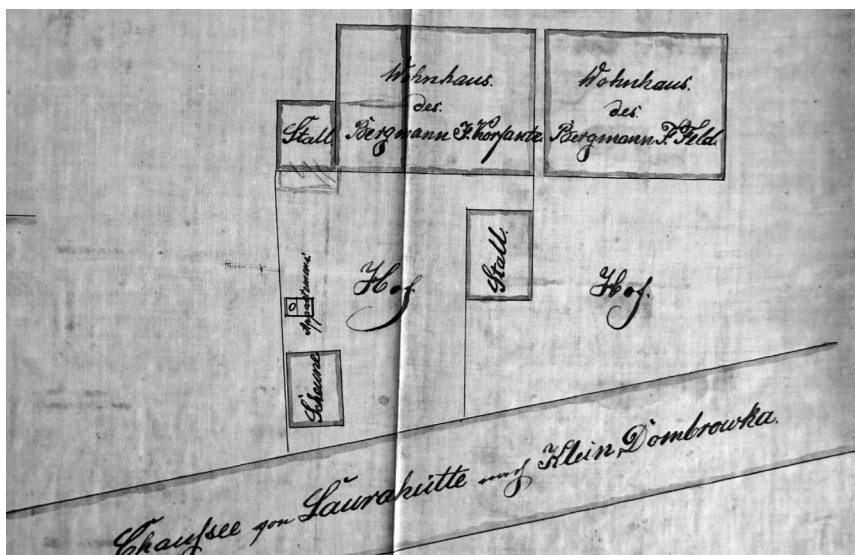 Wohnhaus.
des
Bergmann F. Korfante.
Wohnhaus.
des
Bergmann F. Feld.
Stall.
Stall.
Hof.
Hof.
Appartement
Scheune
Chaussee von Laurahütte nach Klein Dombrowka.